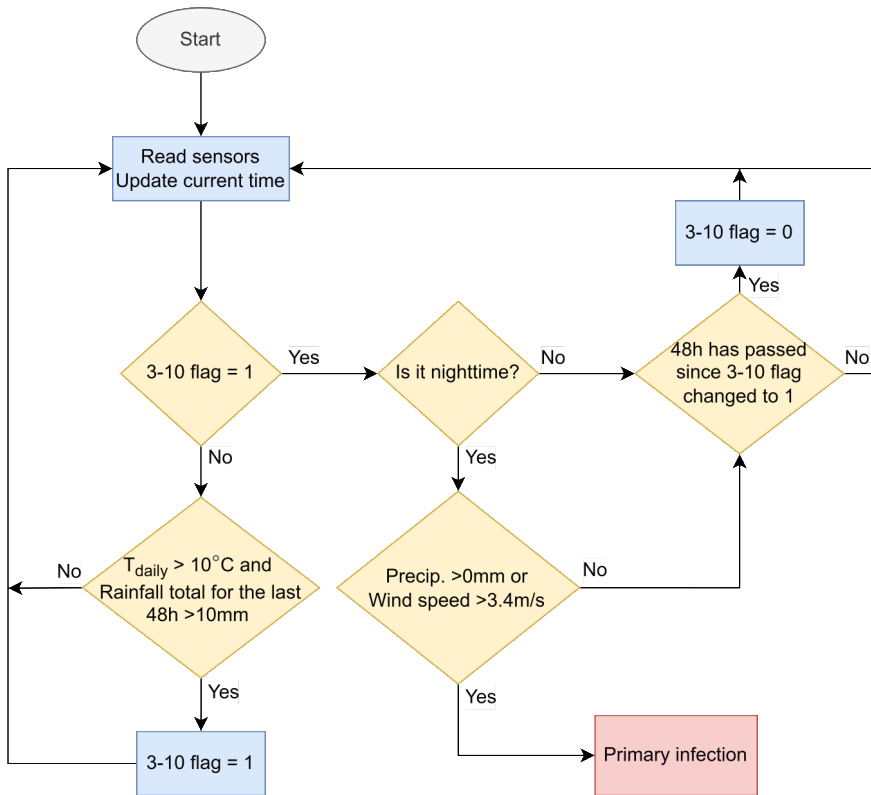 Start
Read sensors
Update current time
3-10 flag = 0
Yes
3-10 flag = 1
Yes
Is it nighttime?
No
48h has passed
since 3-10 flag
changed to 1
No
No
Yes
T_daily > 10°C and
Rainfall total for the last
48h >10mm
No
Precip. >0mm or
Wind speed >3.4m/s
No
Yes
Yes
3-10 flag = 1
Primary infection